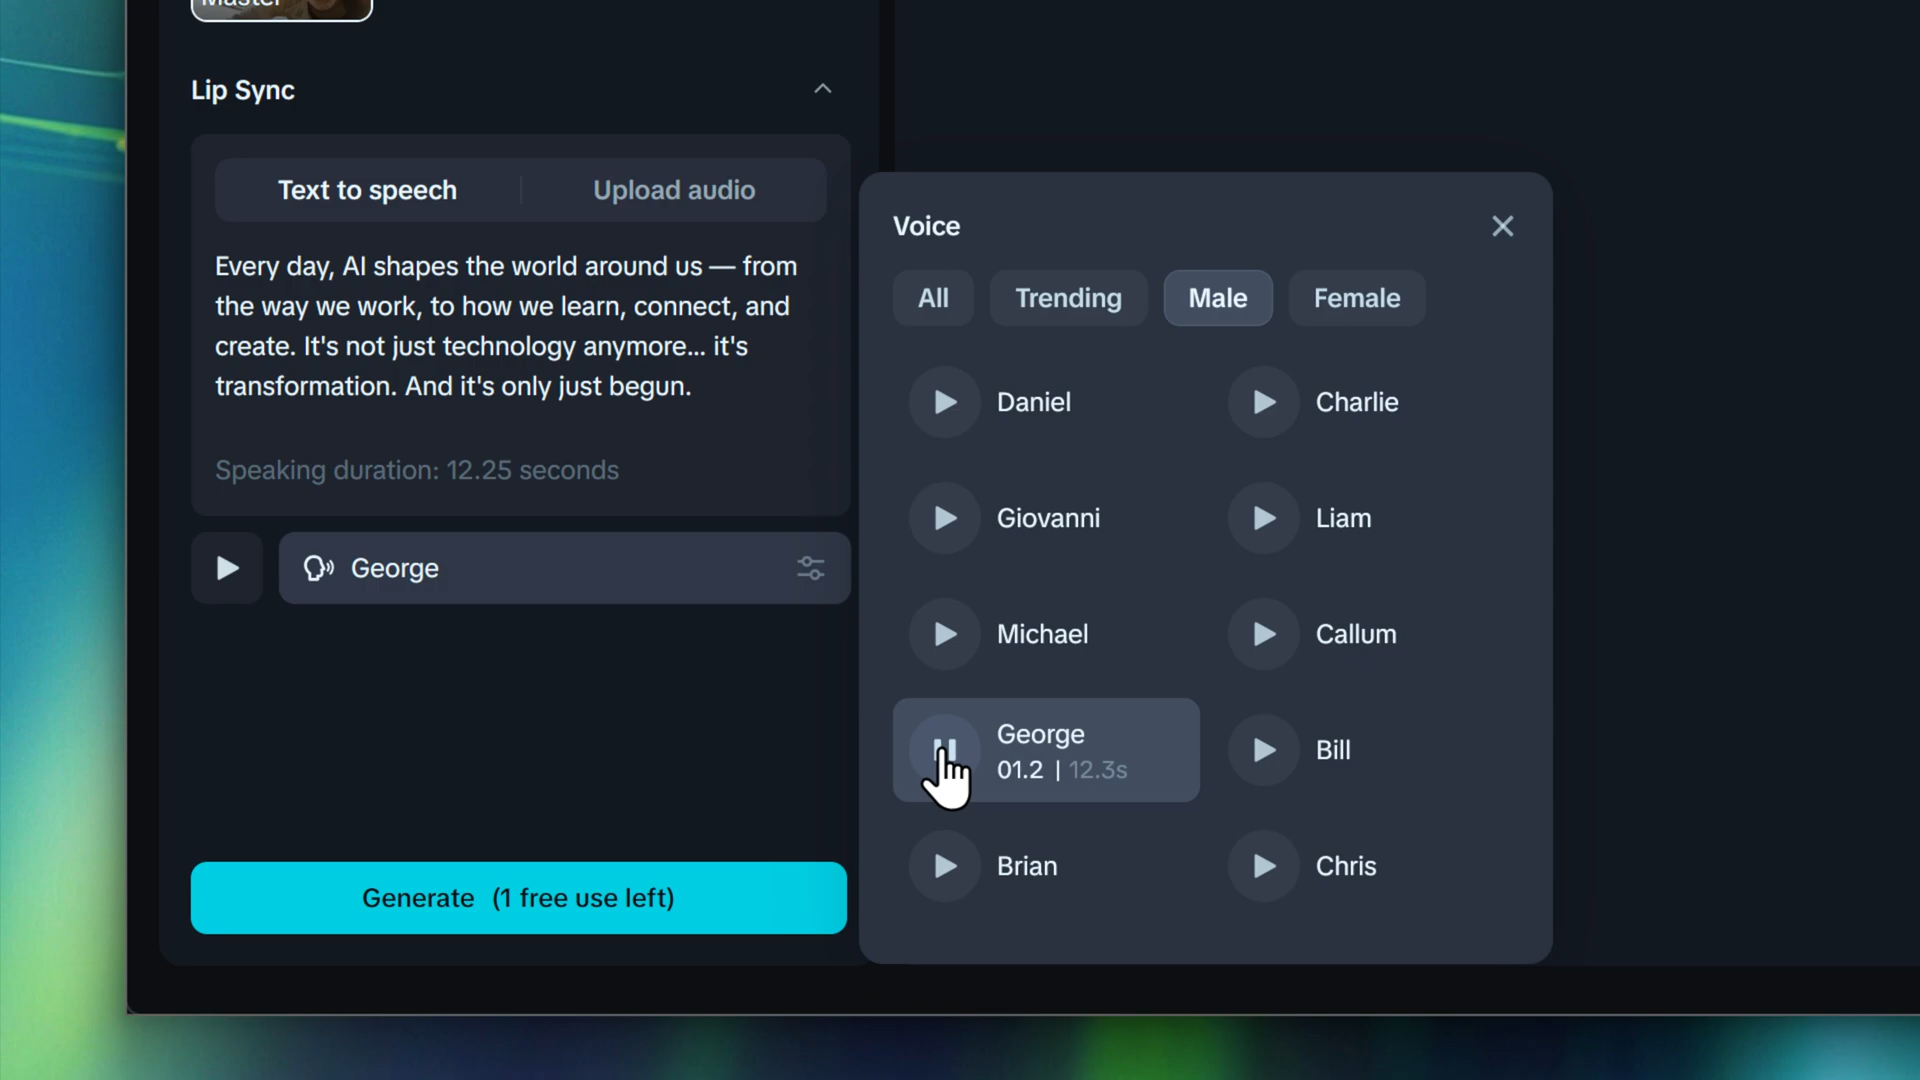 Master
Lip Sync
Text to speech
Upload audio
Every day, AI shapes the world around us — from
the way we work, to how we learn, connect, and
create. It's not just technology anymore... it's
transformation. And it's only just begun.
Speaking duration: 12.25 seconds
George
Generate (1 free use left)
Voice
All
Trending
Male
Female
Daniel
Charlie
Giovanni
Liam
Michael
Callum
George
01.2 | 12.3s
Bill
Brian
Chris